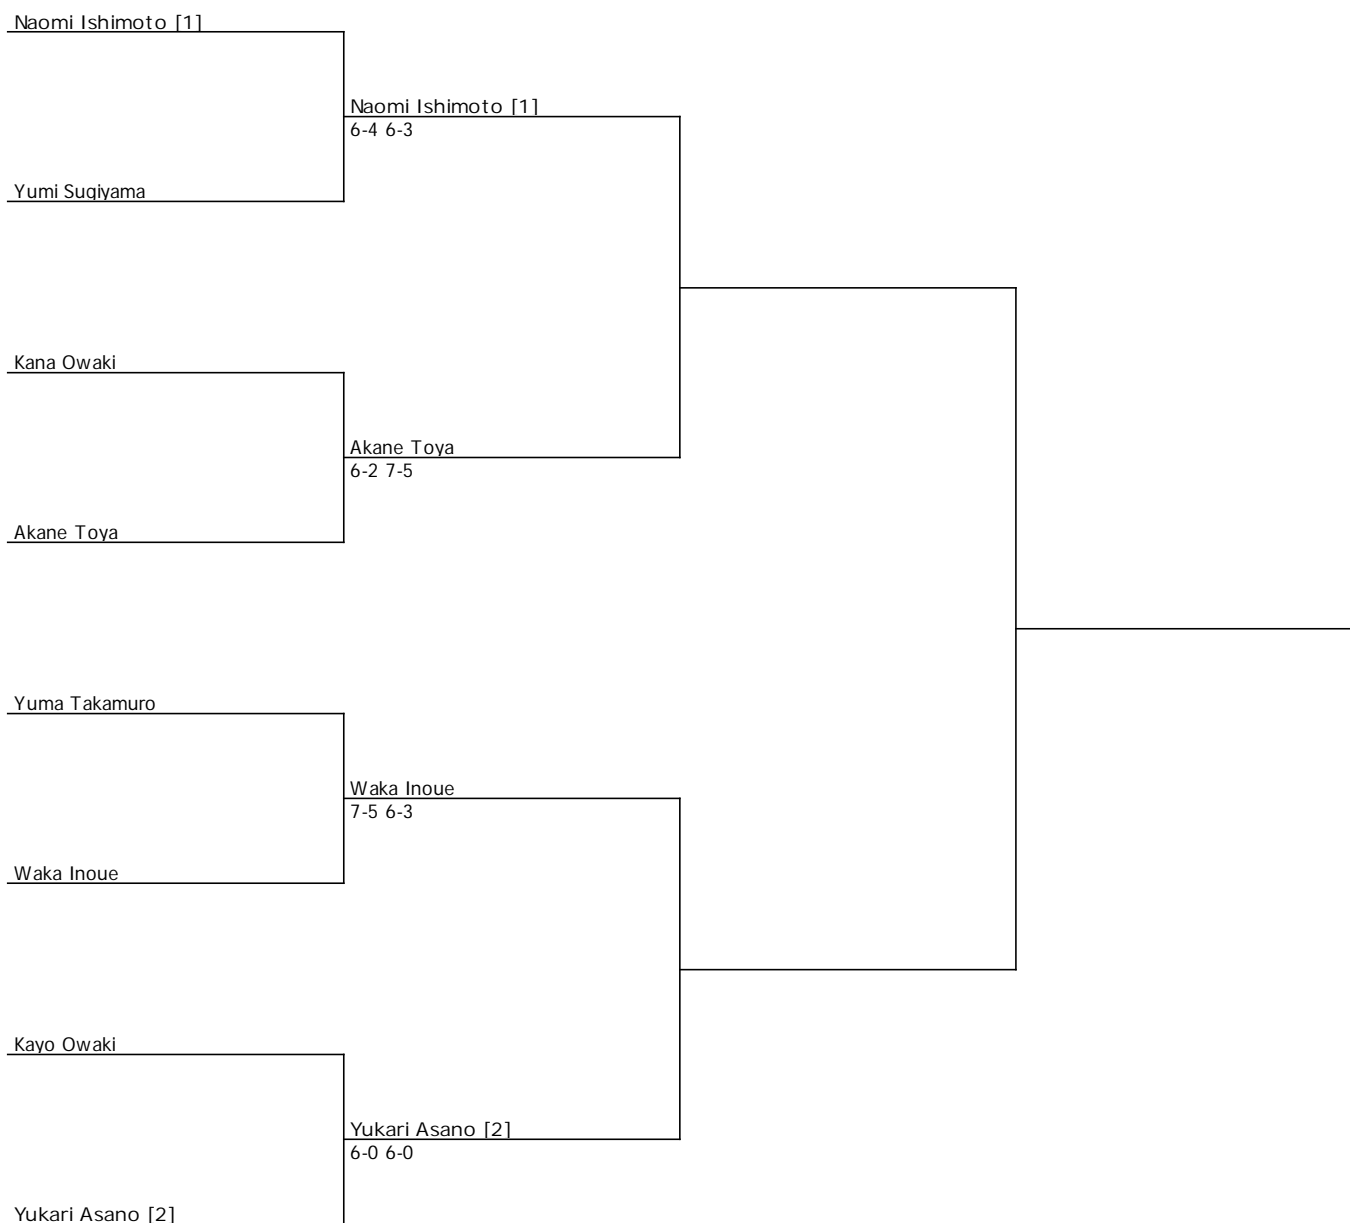 Naomi Ishimoto [1]
Naomi Ishimoto [1]
6-4 6-3
Yumi Sugiyama
Kana Owaki
Akane Toya
6-2 7-5
Akane Toya
Yuma Takamuro
Waka Inoue
7-5 6-3
Waka Inoue
Kayo Owaki
Yukari Asano [2]
6-0 6-0
Yukari Asano [2]